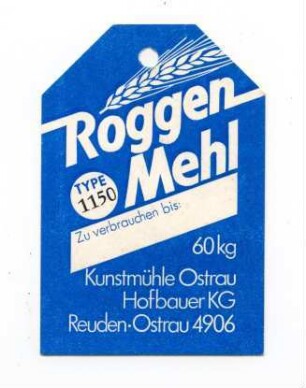 Roggen
Mehl
TYPE
1150
Zu verbrauchen bis:
60 kg
Kunstmühle Ostrau
Hofbauer KG
Reuden·Ostrau 4906